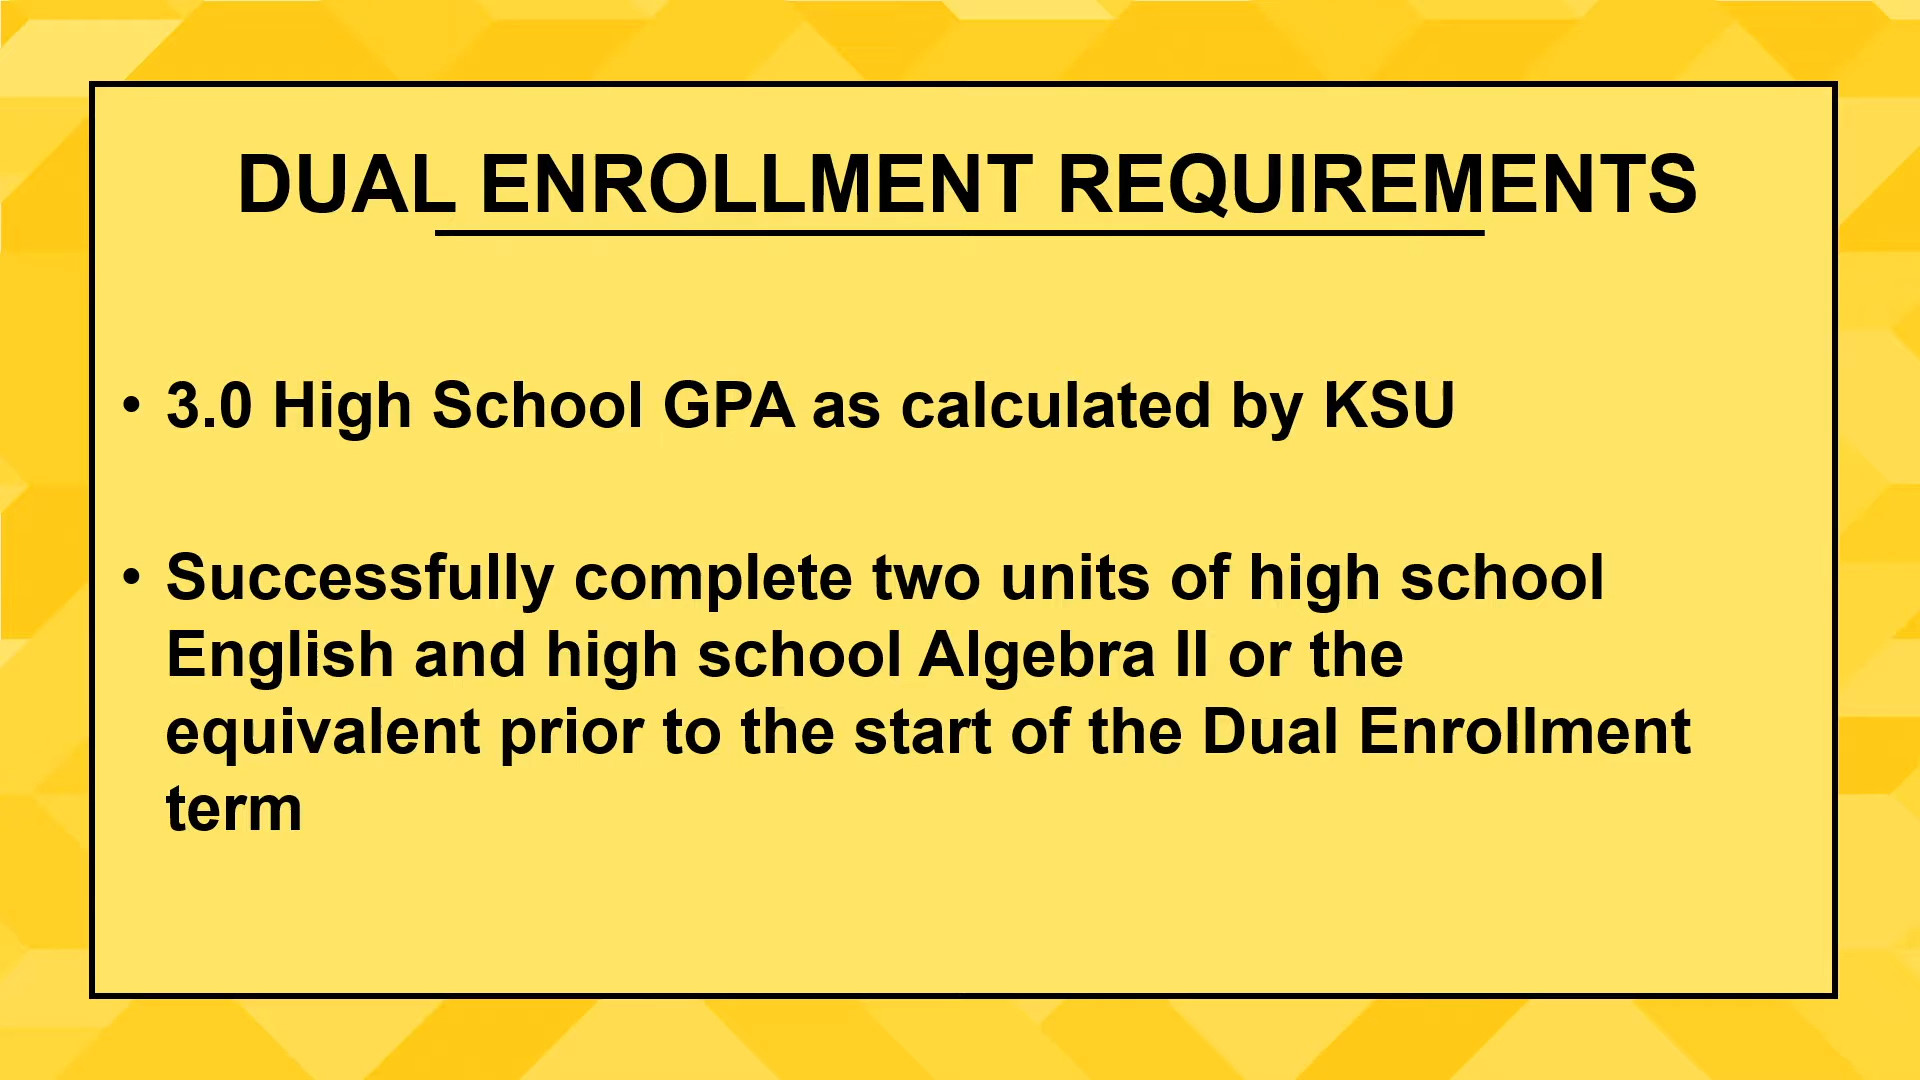 DUAL ENROLLMENT REQUIREMENTS
• 3.0 High School GPA as calculated by KSU
• Successfully complete two units of high school
English and high school Algebra II or the
equivalent prior to the start of the Dual Enrollment
term